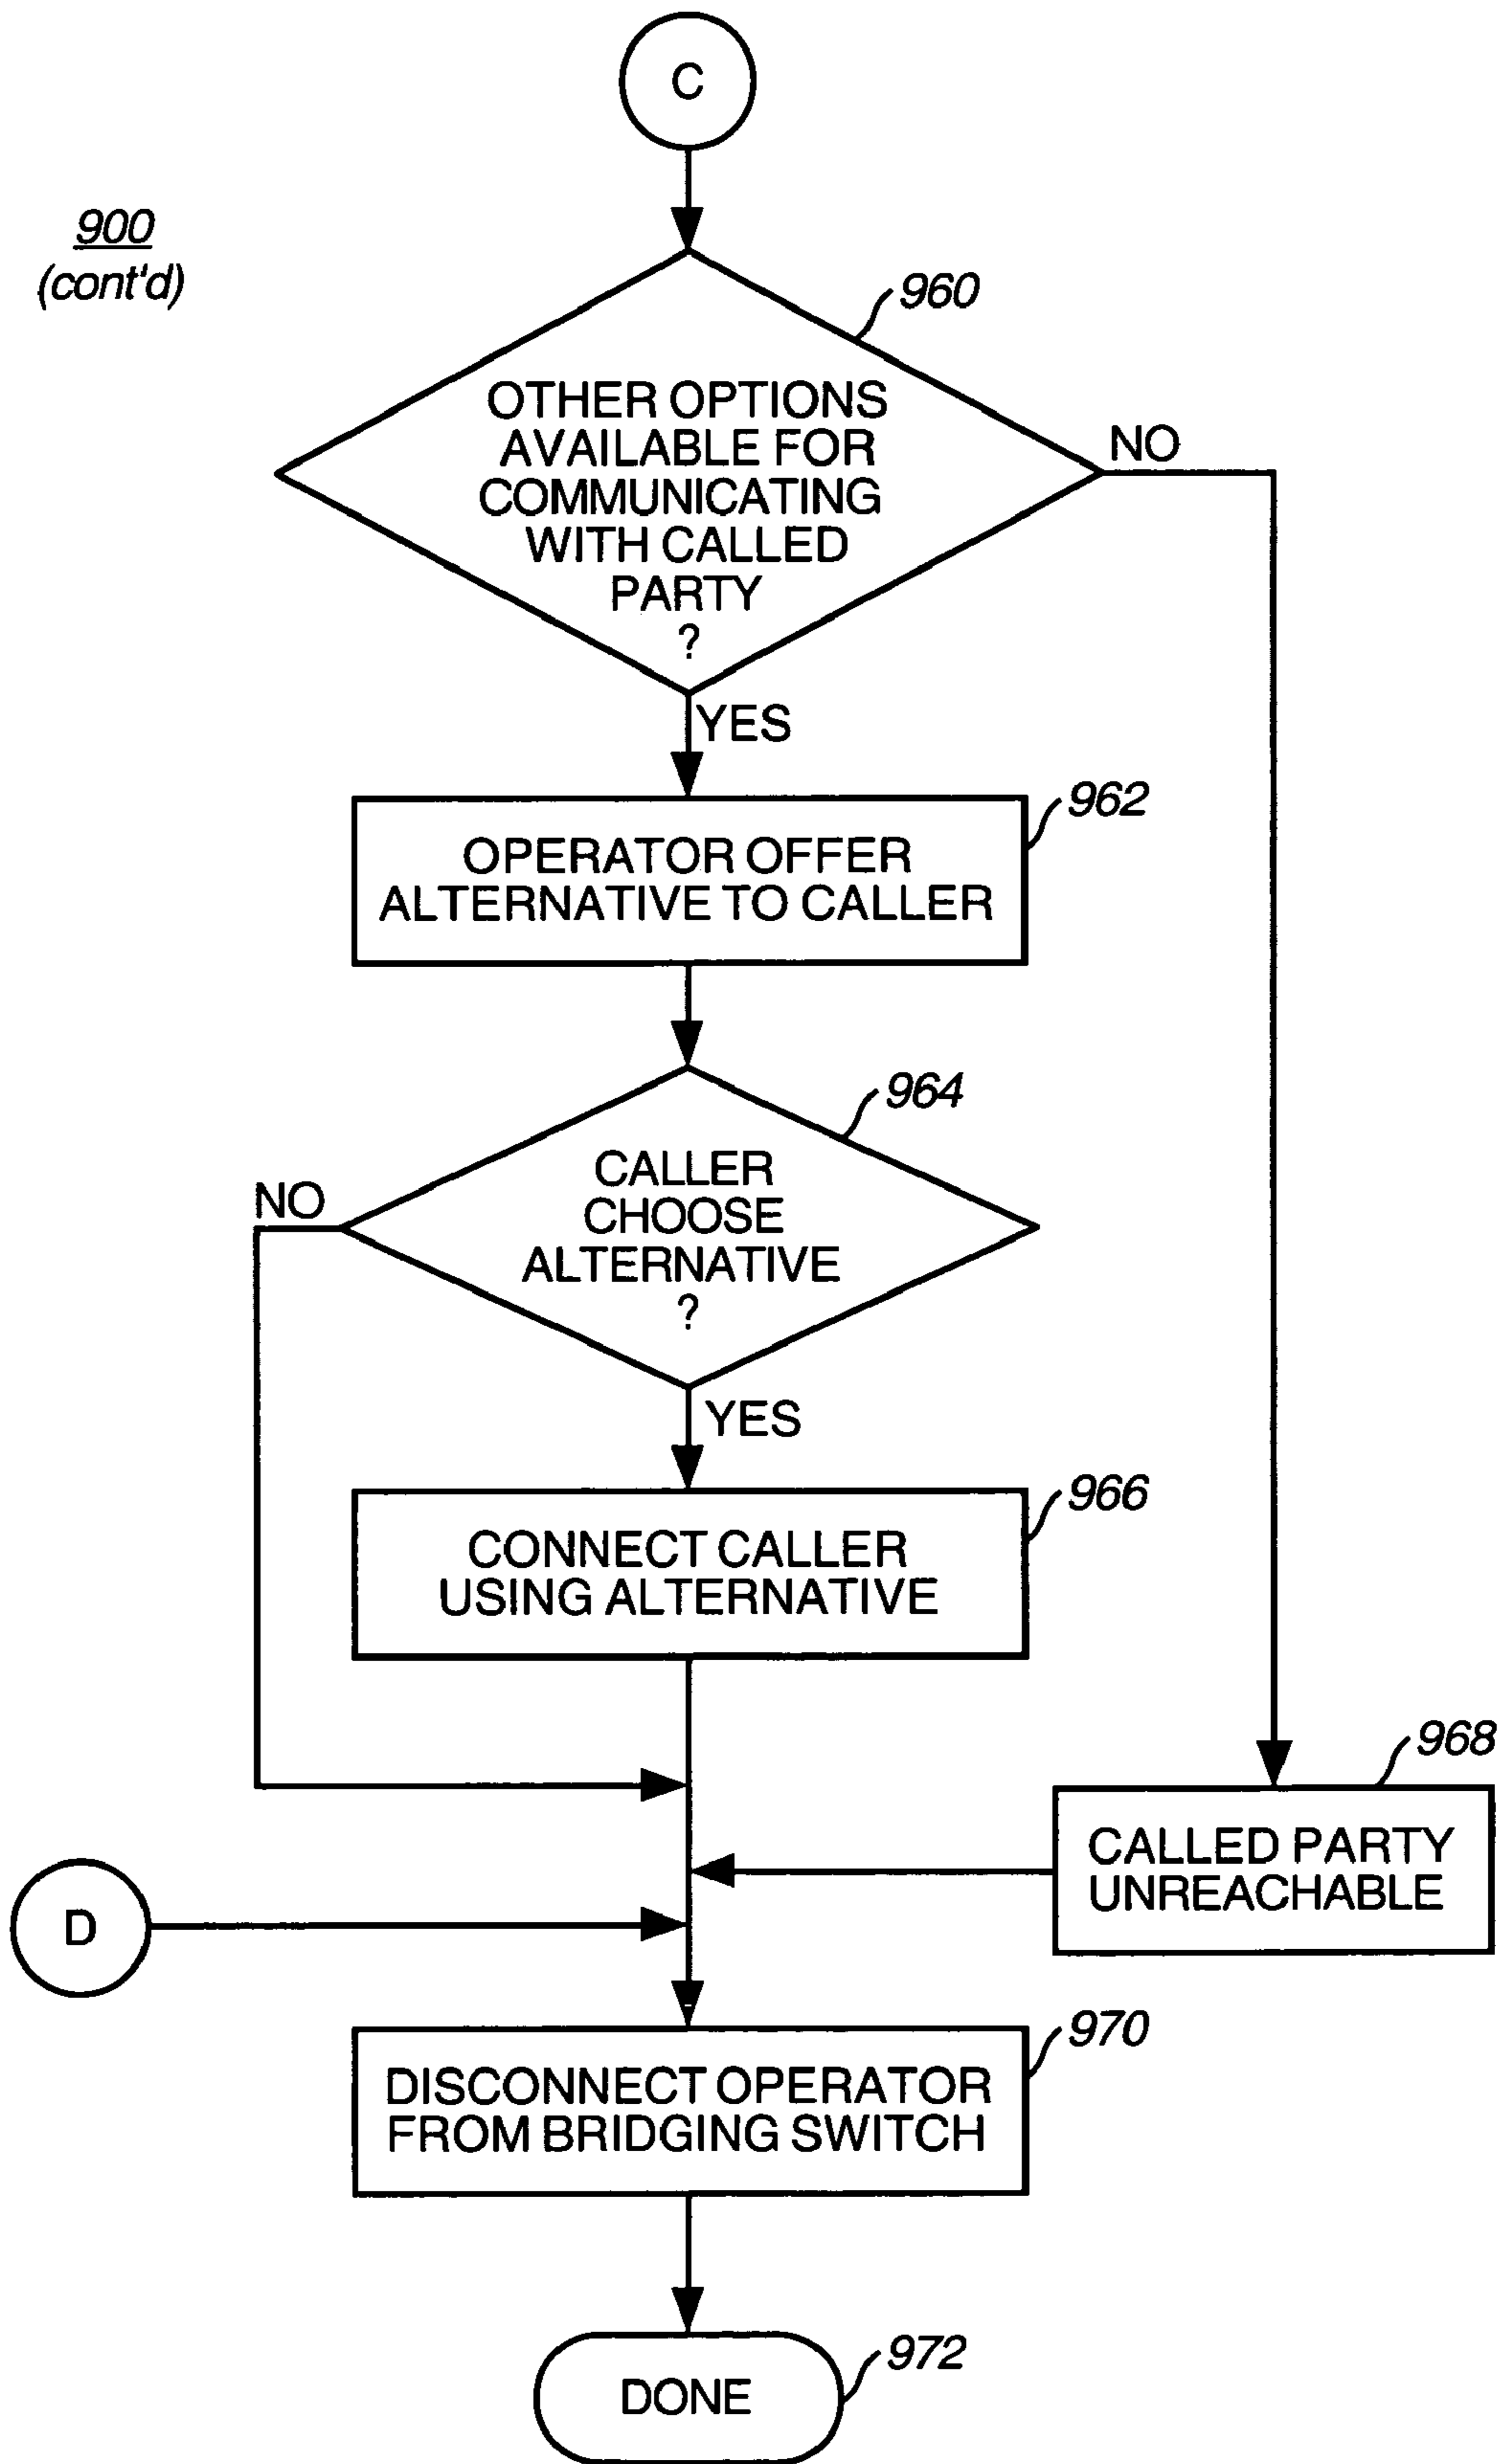 C
900
(cont'd)
960
OTHER OPTIONS
AVAILABLE FOR
COMMUNICATING
WITH CALLED
PARTY
?
NO
YES
962
OPERATOR OFFER
ALTERNATIVE TO CALLER
964
CALLER
CHOOSE
ALTERNATIVE
?
NO
YES
966
CONNECT CALLER
USING ALTERNATIVE
968
CALLED PARTY
UNREACHABLE
D
970
DISCONNECT OPERATOR
FROM BRIDGING SWITCH
972
DONE